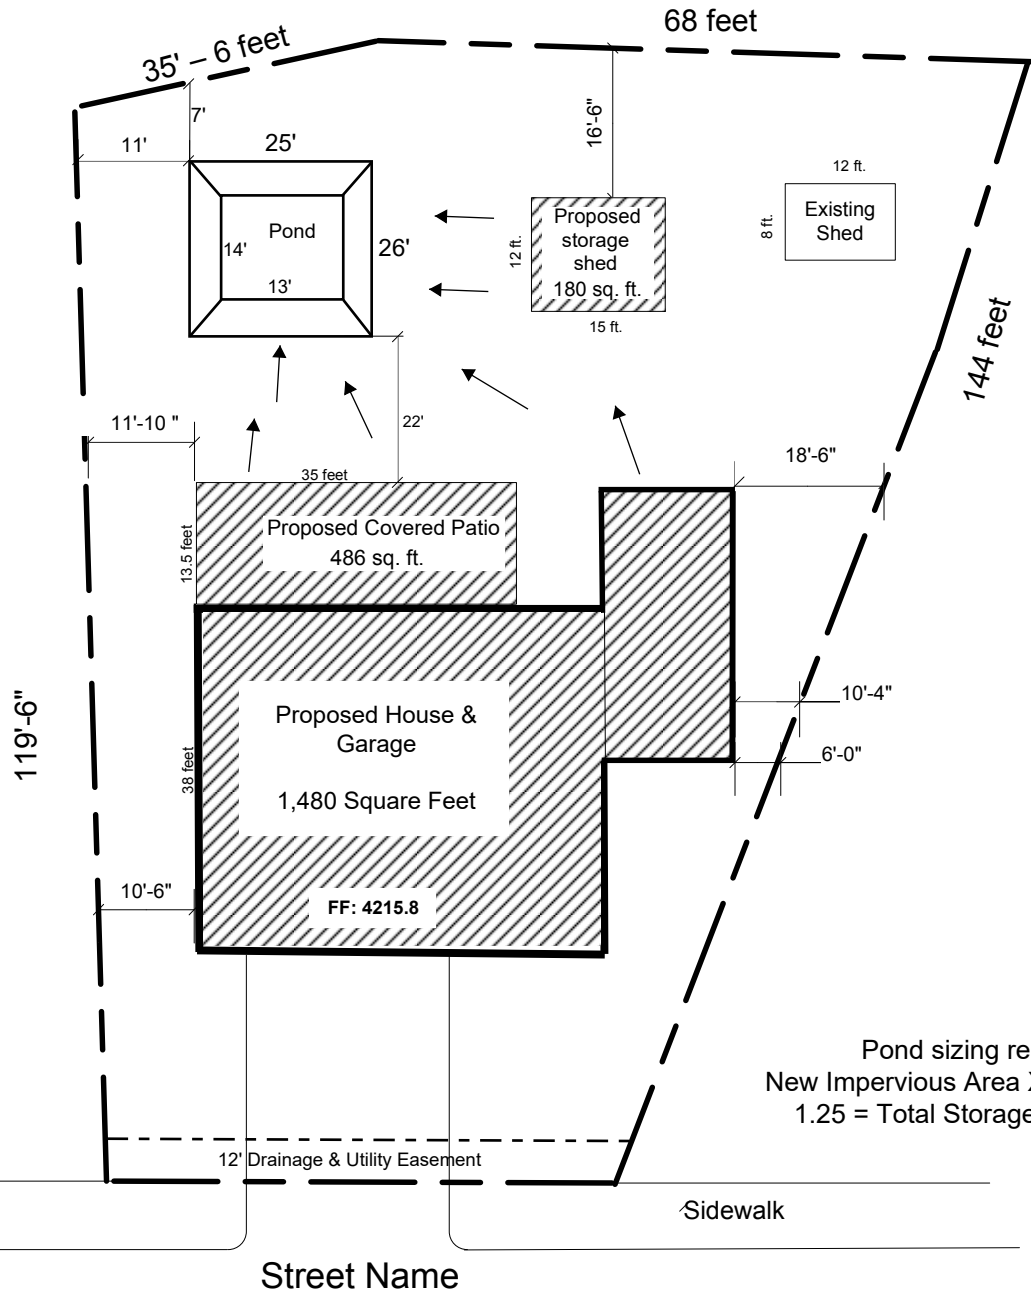 68 feet
35' – 6 feet
7'
11'
25'
16'-6"
12 ft.
Existing
Shed
8 ft.
Proposed
storage
shed
180 sq. ft.
12 ft.
15 ft.
Pond
14'
13'
26'
144 feet
22'
11'-10 "
18'-6"
35 feet
Proposed Covered Patio
486 sq. ft.
13.5 feet
10'-4"
6'-0"
119'-6"
Proposed House &
Garage
1,480 Square Feet
38 feet
10'-6"
FF: 4215.8
Pond sizing re
New Impervious Area X
1.25 = Total Storage
12' Drainage & Utility Easement
Sidewalk
Street Name